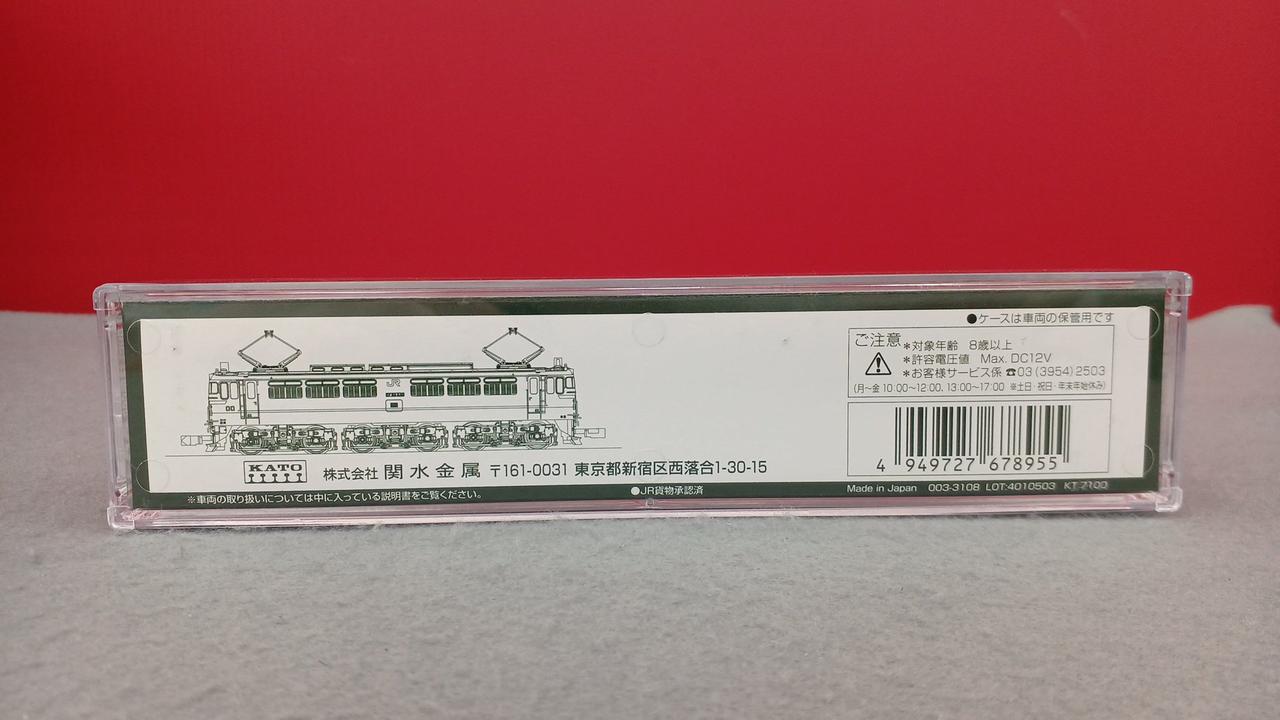 ●ケースは車両の保管用です
ご注意
＊対象年齢 8歳以上
＊許容電圧値 Max. DC12V
＊お客様サービス係 ☎03(3954)2503
(月〜金 10:00〜12:00, 13:00〜17:00 ※土日・祝日・年末年始休み)
JR
KATO
株式会社 関水金属 〒161-0031 東京都新宿区西落合1-30-15
4 949727 678955
※車両の取り扱いについては中に入っている説明書をご覧ください。
●JR貨物承認済
Made in Japan 003-3108 LOT:4010503 KT 7100